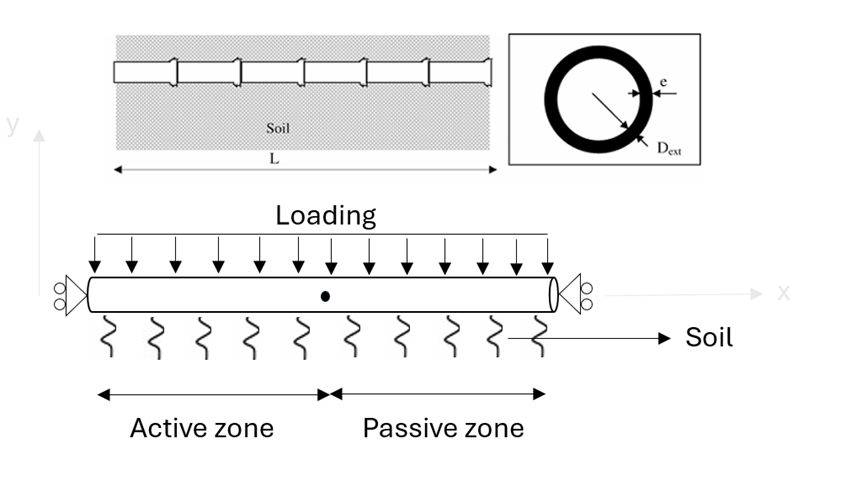 Soil
L
e
Dext
y
Loading
x
Soil
Active zone
Passive zone